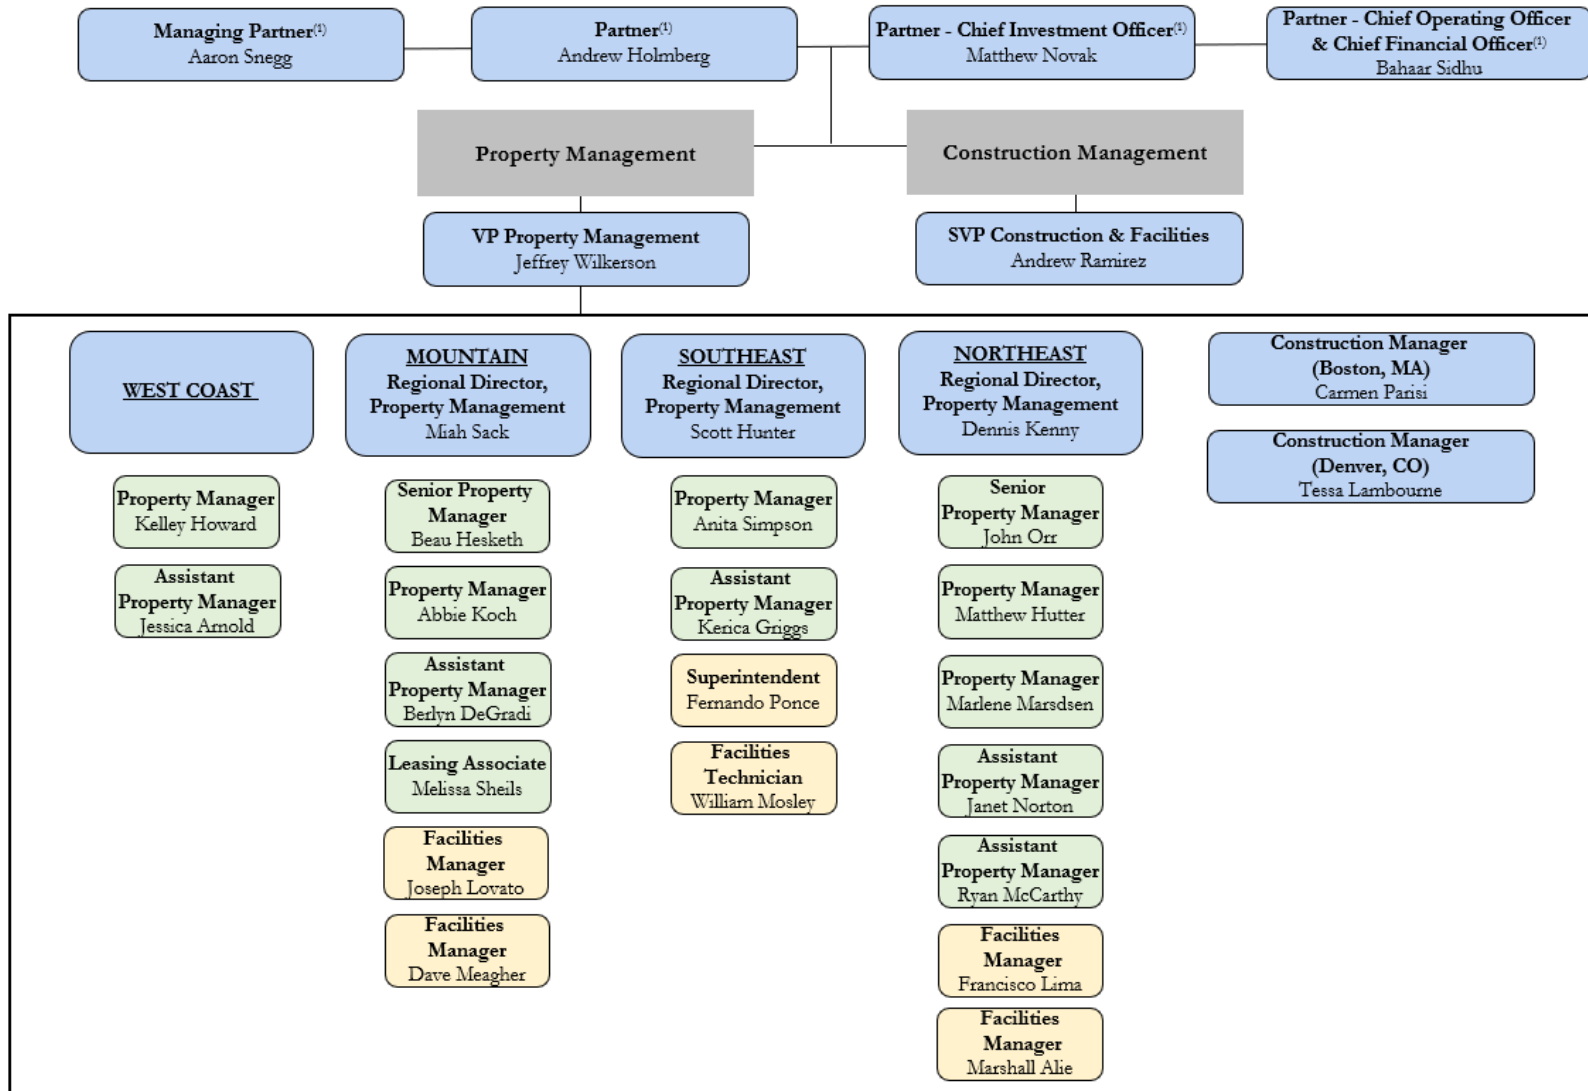 Managing Partner(1)
Aaron Snegg
Partner(1)
Andrew Holmberg
Partner - Chief Investment Officer(1)
Matthew Novak
Partner - Chief Operating Officer
& Chief Financial Officer(1)
Bahaar Sidhu
Property Management
Construction Management
VP Property Management
Jeffrey Wilkerson
SVP Construction & Facilities
Andrew Ramirez
WEST COAST
Property Manager
Kelley Howard
Assistant
Property Manager
Jessica Arnold
MOUNTAIN
Regional Director,
Property Management
Miah Sack
Senior Property
Manager
Beau Hesketh
Property Manager
Abbie Koch
Assistant
Property Manager
Berlyn DeGradi
Leasing Associate
Melissa Sheils
Facilities
Manager
Joseph Lovato
Facilities
Manager
Dave Meagher
SOUTHEAST
Regional Director,
Property Management
Scott Hunter
Property Manager
Anita Simpson
Assistant
Property Manager
Kerica Griggs
Superintendent
Fernando Ponce
Facilities
Technician
William Mosley
NORTHEAST
Regional Director,
Property Management
Dennis Kenny
Senior
Property Manager
John Orr
Property Manager
Matthew Hutter
Property Manager
Marlene Marsdsen
Assistant
Property Manager
Janet Norton
Assistant
Property Manager
Ryan McCarthy
Facilities
Manager
Francisco Lima
Facilities
Manager
Marshall Alie
Construction Manager
(Boston, MA)
Carmen Parisi
Construction Manager
(Denver, CO)
Tessa Lambourne